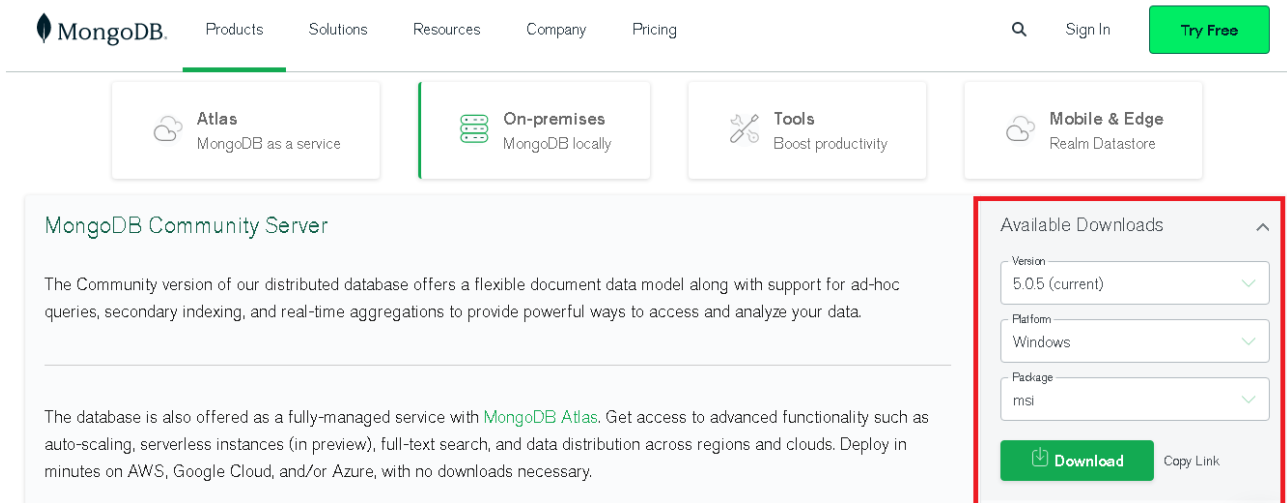 MongoDB.
Products
Solutions
Resources
Company
Pricing
Sign In
Try Free
Atlas
MongoDB as a service
On-premises
MongoDB locally
Tools
Boost productivity
Mobile & Edge
Realm Datastore
MongoDB Community Server
The Community version of our distributed database offers a flexible document data model along with support for ad-hoc
queries, secondary indexing, and real-time aggregations to provide powerful ways to access and analyze your data.
The database is also offered as a fully-managed service with MongoDB Atlas. Get access to advanced functionality such as
auto-scaling, serverless instances (in preview), full-text search, and data distribution across regions and clouds. Deploy in
minutes on AWS, Google Cloud, and/or Azure, with no downloads necessary.
Available Downloads
Version
5.0.5 (current)
Platform
Windows
Package
msi
Download
Copy Link